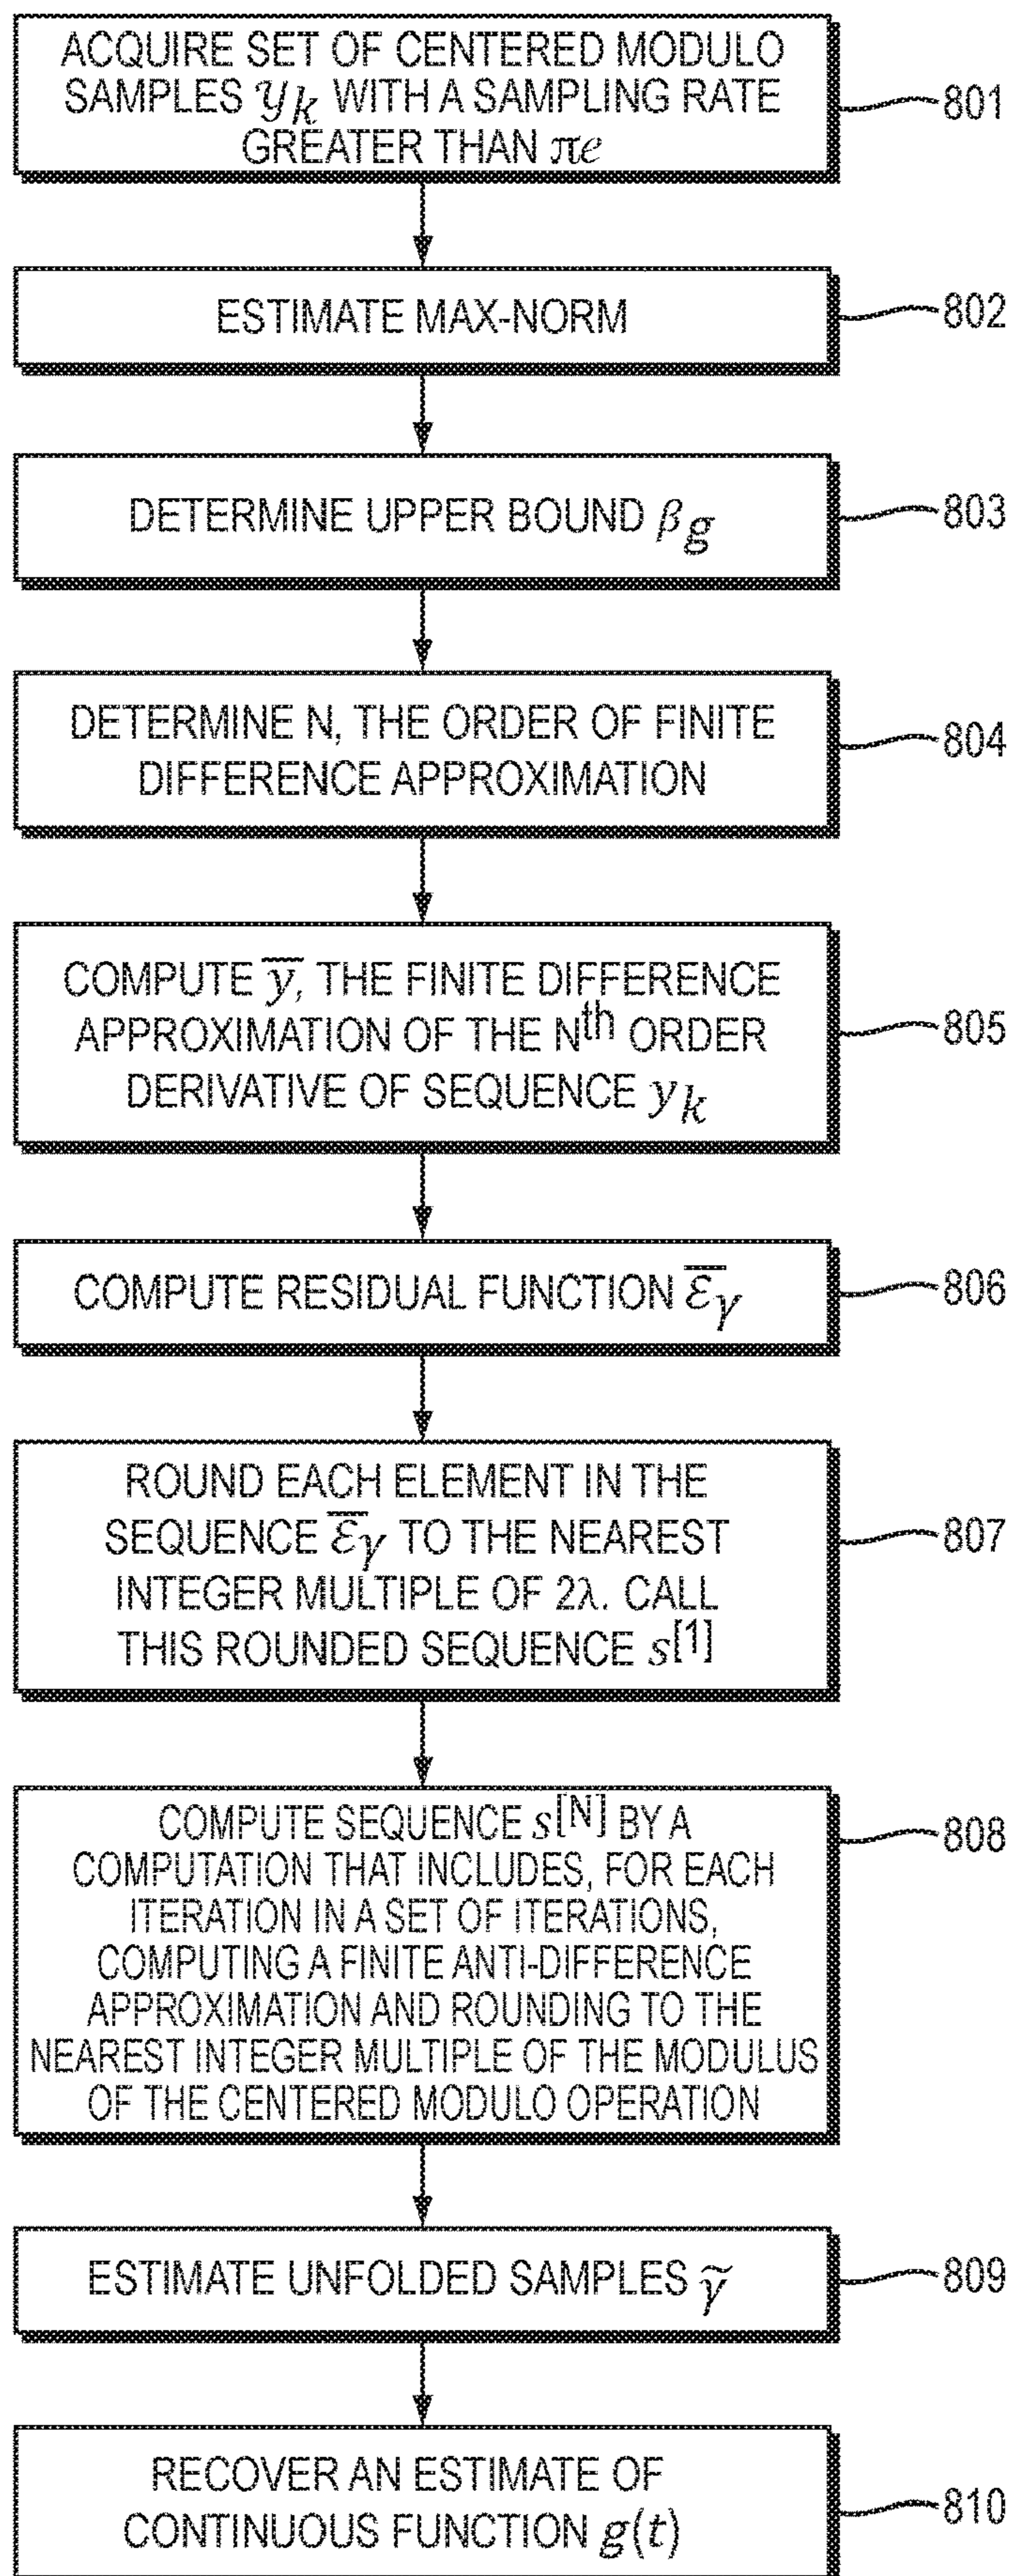 ACQUIRE SET OF CENTERED MODULO
SAMPLES yk WITH A SAMPLING RATE
GREATER THAN πe
801
ESTIMATE MAX-NORM
802
DETERMINE UPPER BOUND βg
803
DETERMINE N, THE ORDER OF FINITE
DIFFERENCE APPROXIMATION
804
COMPUTE y̅, THE FINITE DIFFERENCE
APPROXIMATION OF THE Nth ORDER
DERIVATIVE OF SEQUENCE yk
805
COMPUTE RESIDUAL FUNCTION ε̅γ
806
ROUND EACH ELEMENT IN THE
SEQUENCE ε̅γ TO THE NEAREST
INTEGER MULTIPLE OF 2λ. CALL
THIS ROUNDED SEQUENCE s[1]
807
COMPUTE SEQUENCE s[N] BY A
COMPUTATION THAT INCLUDES, FOR EACH
ITERATION IN A SET OF ITERATIONS,
COMPUTING A FINITE ANTI-DIFFERENCE
APPROXIMATION AND ROUNDING TO THE
NEAREST INTEGER MULTIPLE OF THE MODULUS
OF THE CENTERED MODULO OPERATION
808
ESTIMATE UNFOLDED SAMPLES γ̃
809
RECOVER AN ESTIMATE OF
CONTINUOUS FUNCTION g(t)
810